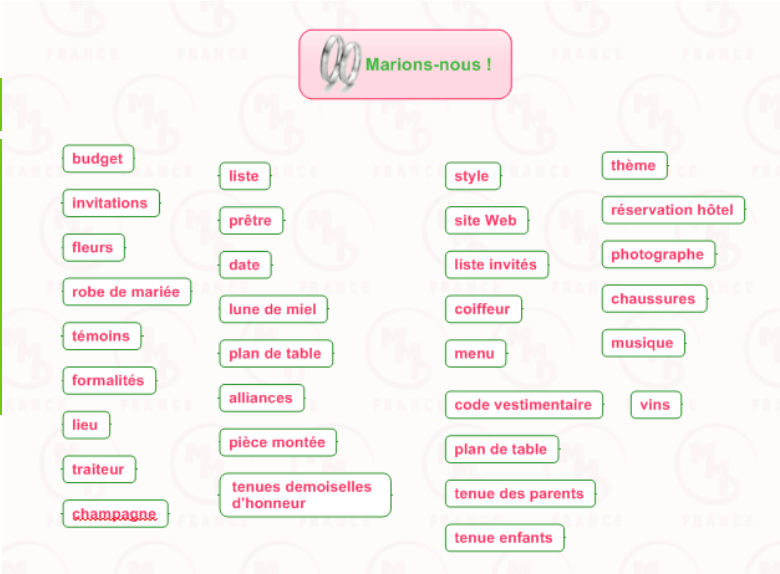 Marions-nous !
budget
invitations
fleurs
robe de mariée
témoins
formalités
lieu
traiteur
champagne
liste
prêtre
date
lune de miel
plan de table
alliances
pièce montée
tenues demoiselles
d'honneur
style
site Web
liste invités
coiffeur
menu
code vestimentaire
plan de table
tenue des parents
tenue enfants
thème
réservation hôtel
photographe
chaussures
musique
vins